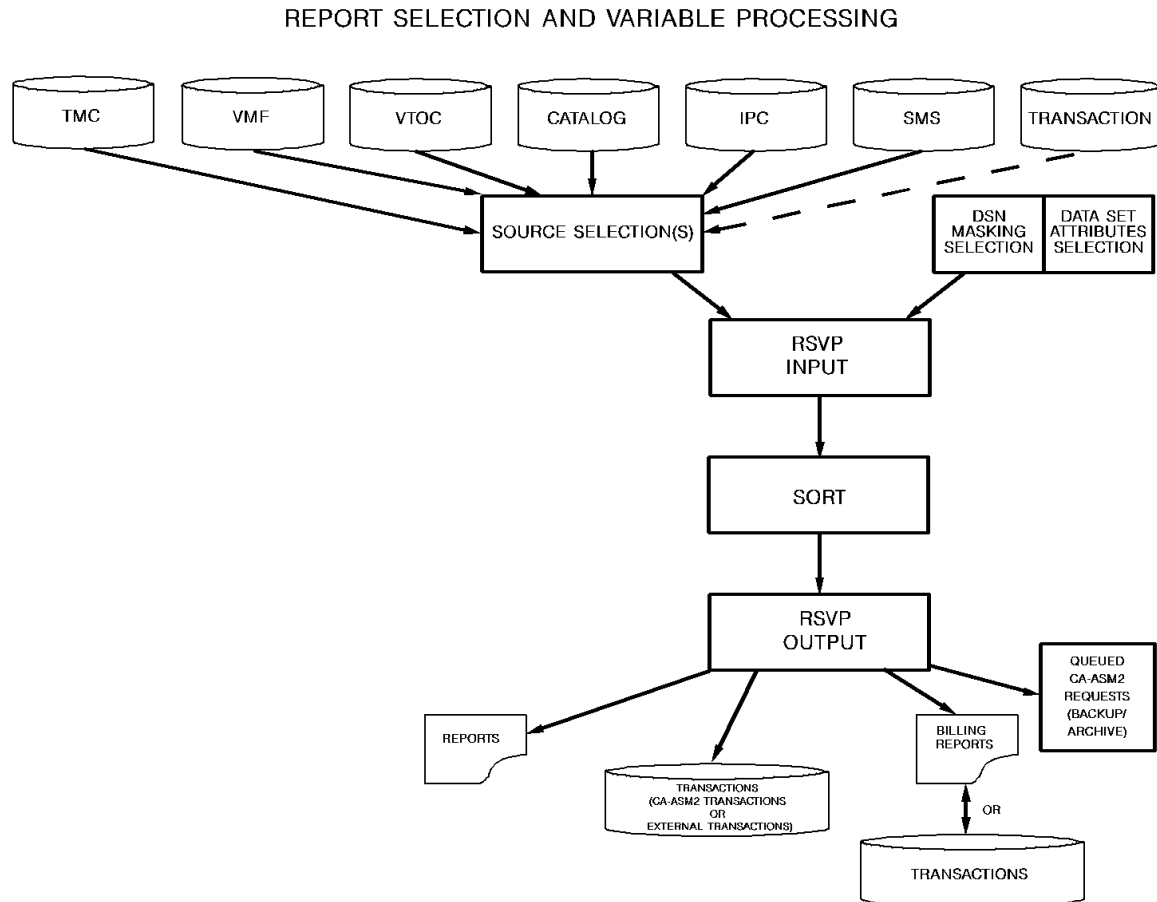 REPORT SELECTION AND VARIABLE PROCESSING
TMC
VMF
VTOC
CATALOG
IPC
SMS
TRANSACTION
SOURCE SELECTION(S)
DSN
MASKING
SELECTION
DATA SET
ATTRIBUTES
SELECTION
RSVP
INPUT
SORT
RSVP
OUTPUT
QUEUED
CA-ASM2
REQUESTS
(BACKUP/
ARCHIVE)
REPORTS
BILLING
REPORTS
TRANSACTIONS
(CA-ASM2 TRANSACTIONS
OR
EXTERNAL TRANSACTIONS)
OR
TRANSACTIONS